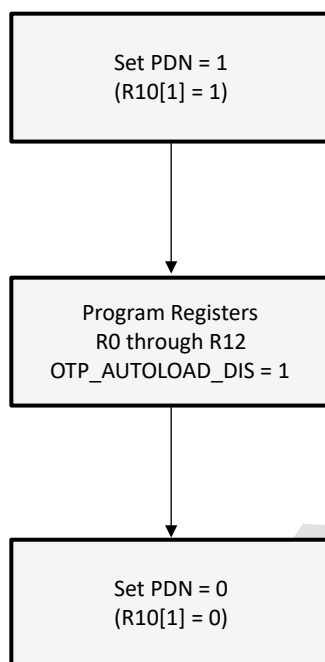 Set PDN = 1
(R10[1] = 1)
Program Registers
R0 through R12
OTP_AUTOLOAD_DIS = 1
Set PDN = 0
(R10[1] = 0)